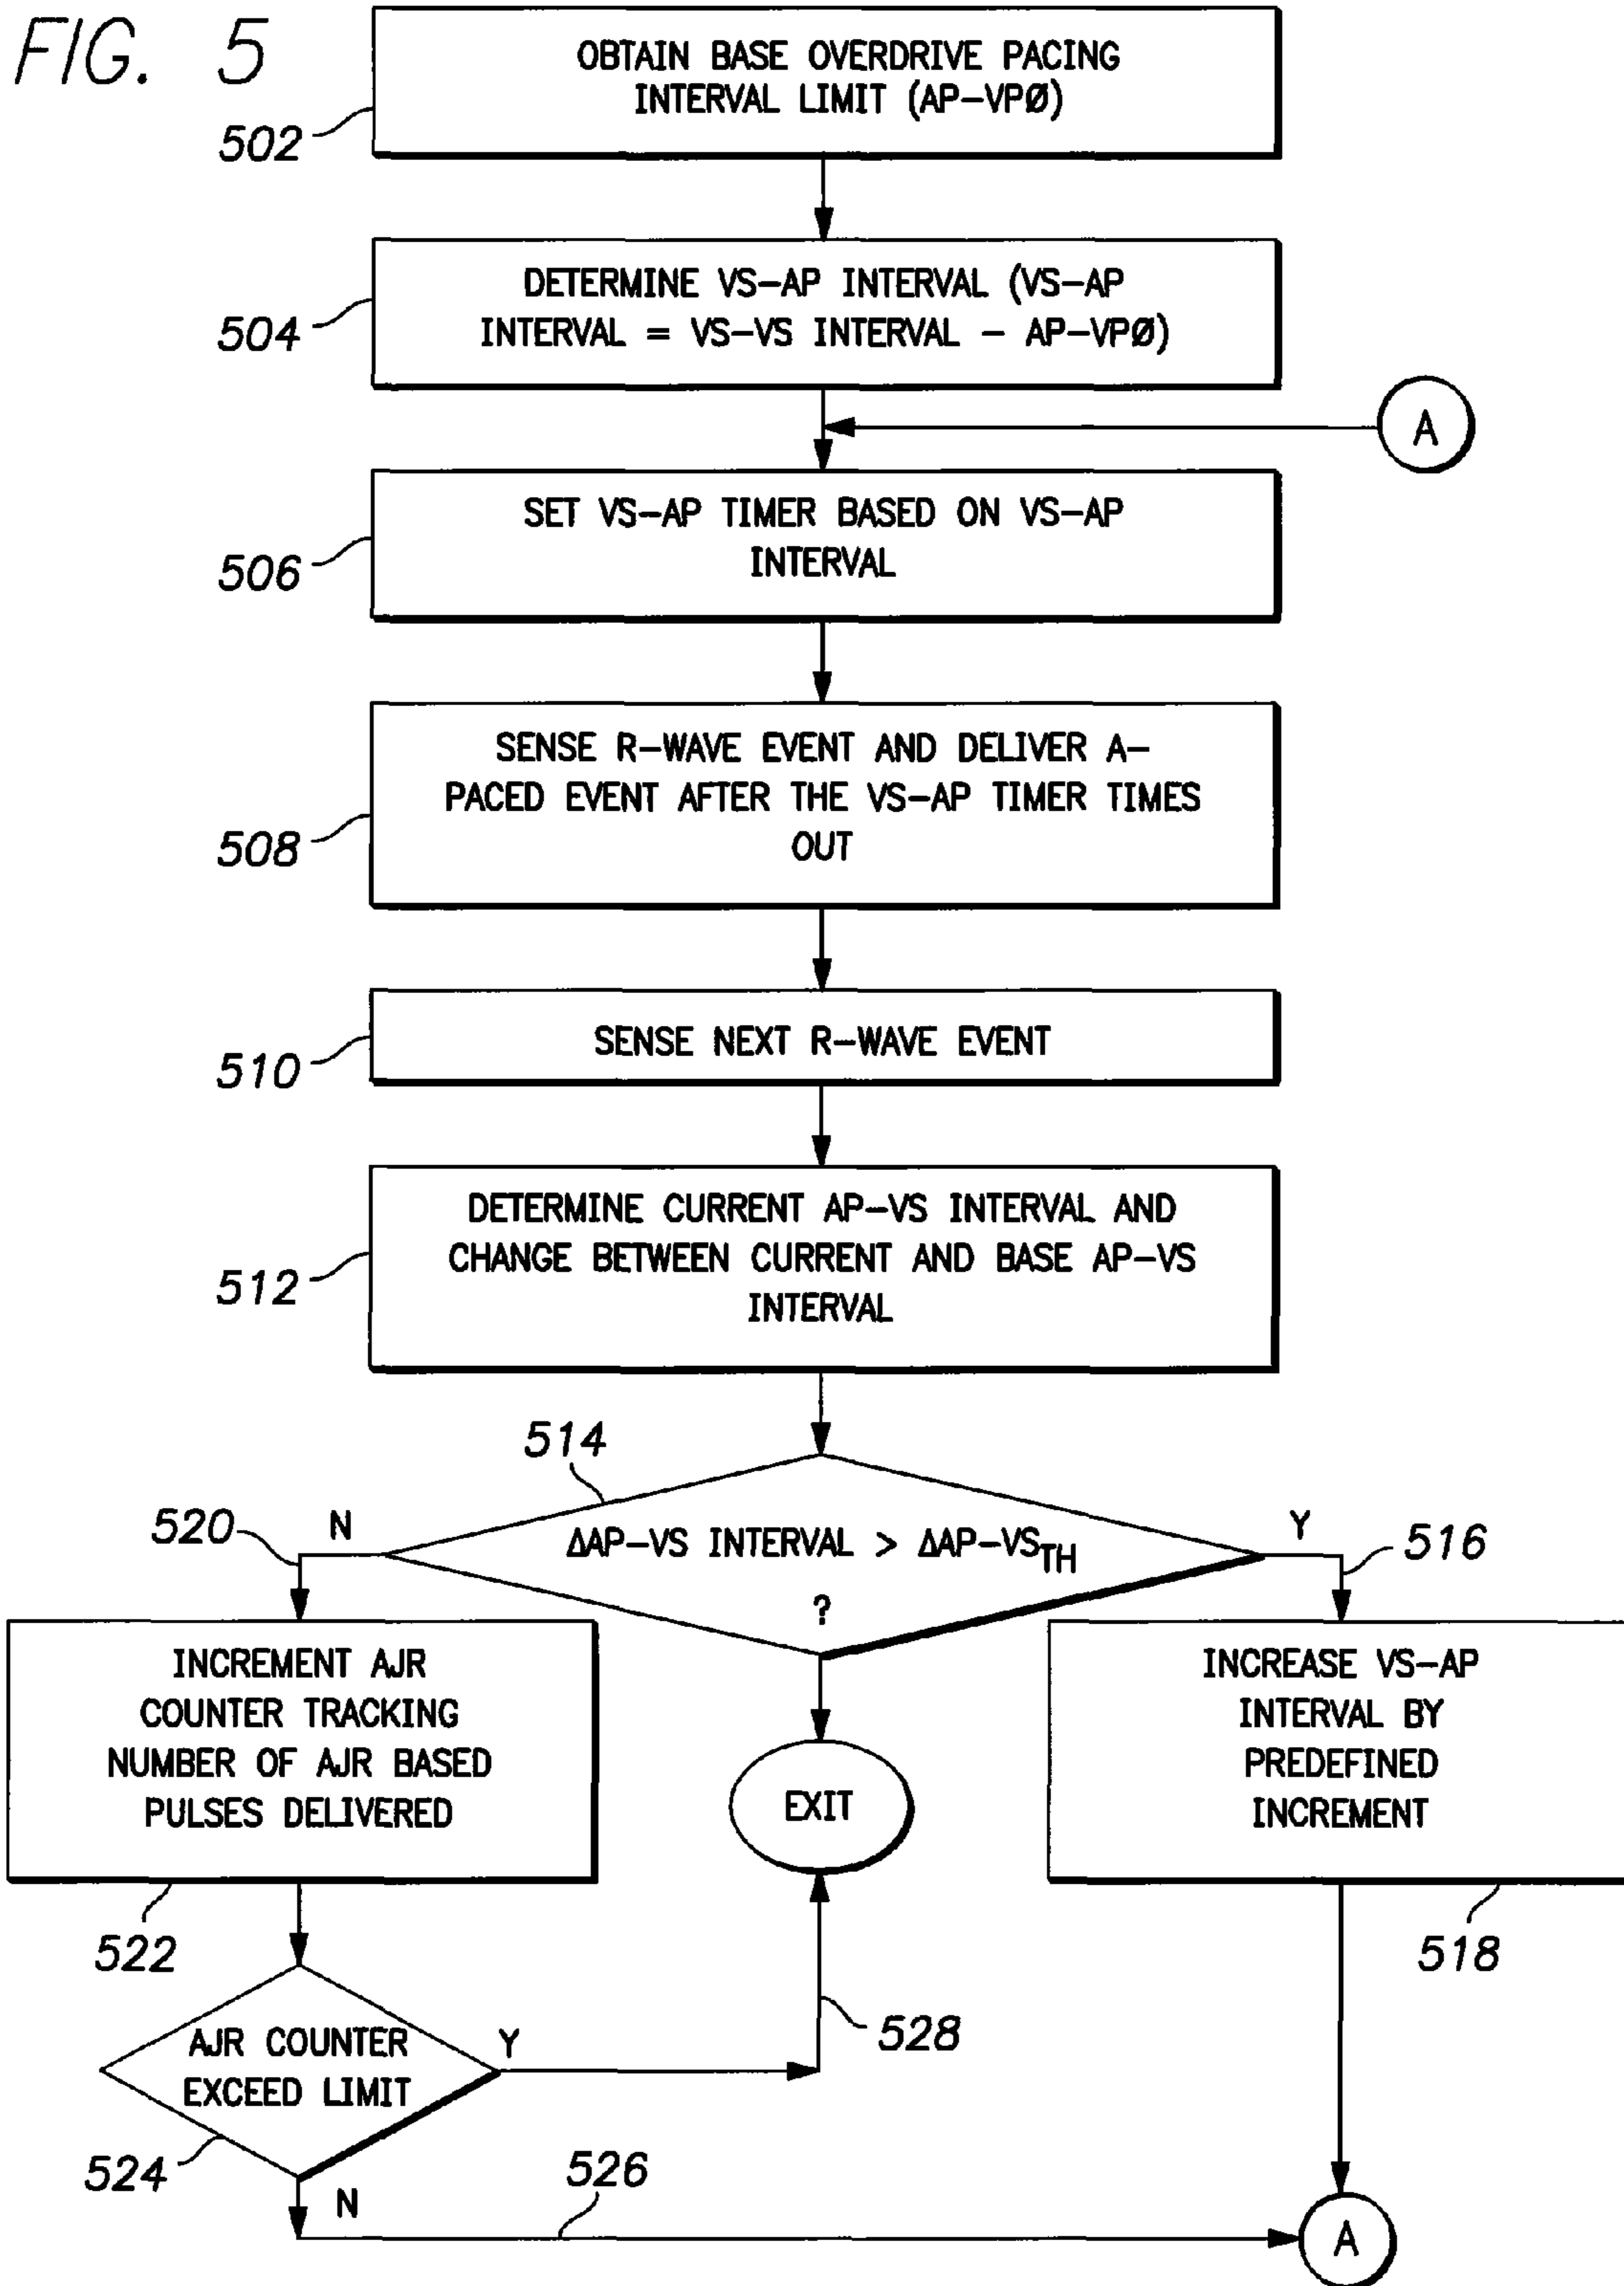 FIG. 5
OBTAIN BASE OVERDRIVE PACING
INTERVAL LIMIT (AP-VPØ)
502
DETERMINE VS-AP INTERVAL (VS-AP
INTERVAL = VS-VS INTERVAL - AP-VPØ)
504
A
SET VS-AP TIMER BASED ON VS-AP
INTERVAL
506
SENSE R-WAVE EVENT AND DELIVER A-
PACED EVENT AFTER THE VS-AP TIMER TIMES
OUT
508
SENSE NEXT R-WAVE EVENT
510
DETERMINE CURRENT AP-VS INTERVAL AND
CHANGE BETWEEN CURRENT AND BASE AP-VS
INTERVAL
512
514
ΔAP-VS INTERVAL > ΔAP-VS_TH
?
520
N
Y
516
INCREMENT AJR
COUNTER TRACKING
NUMBER OF AJR BASED
PULSES DELIVERED
522
EXIT
INCREASE VS-AP
INTERVAL BY
PREDEFINED
INCREMENT
518
AJR COUNTER
EXCEED LIMIT
524
Y
528
N
526
A